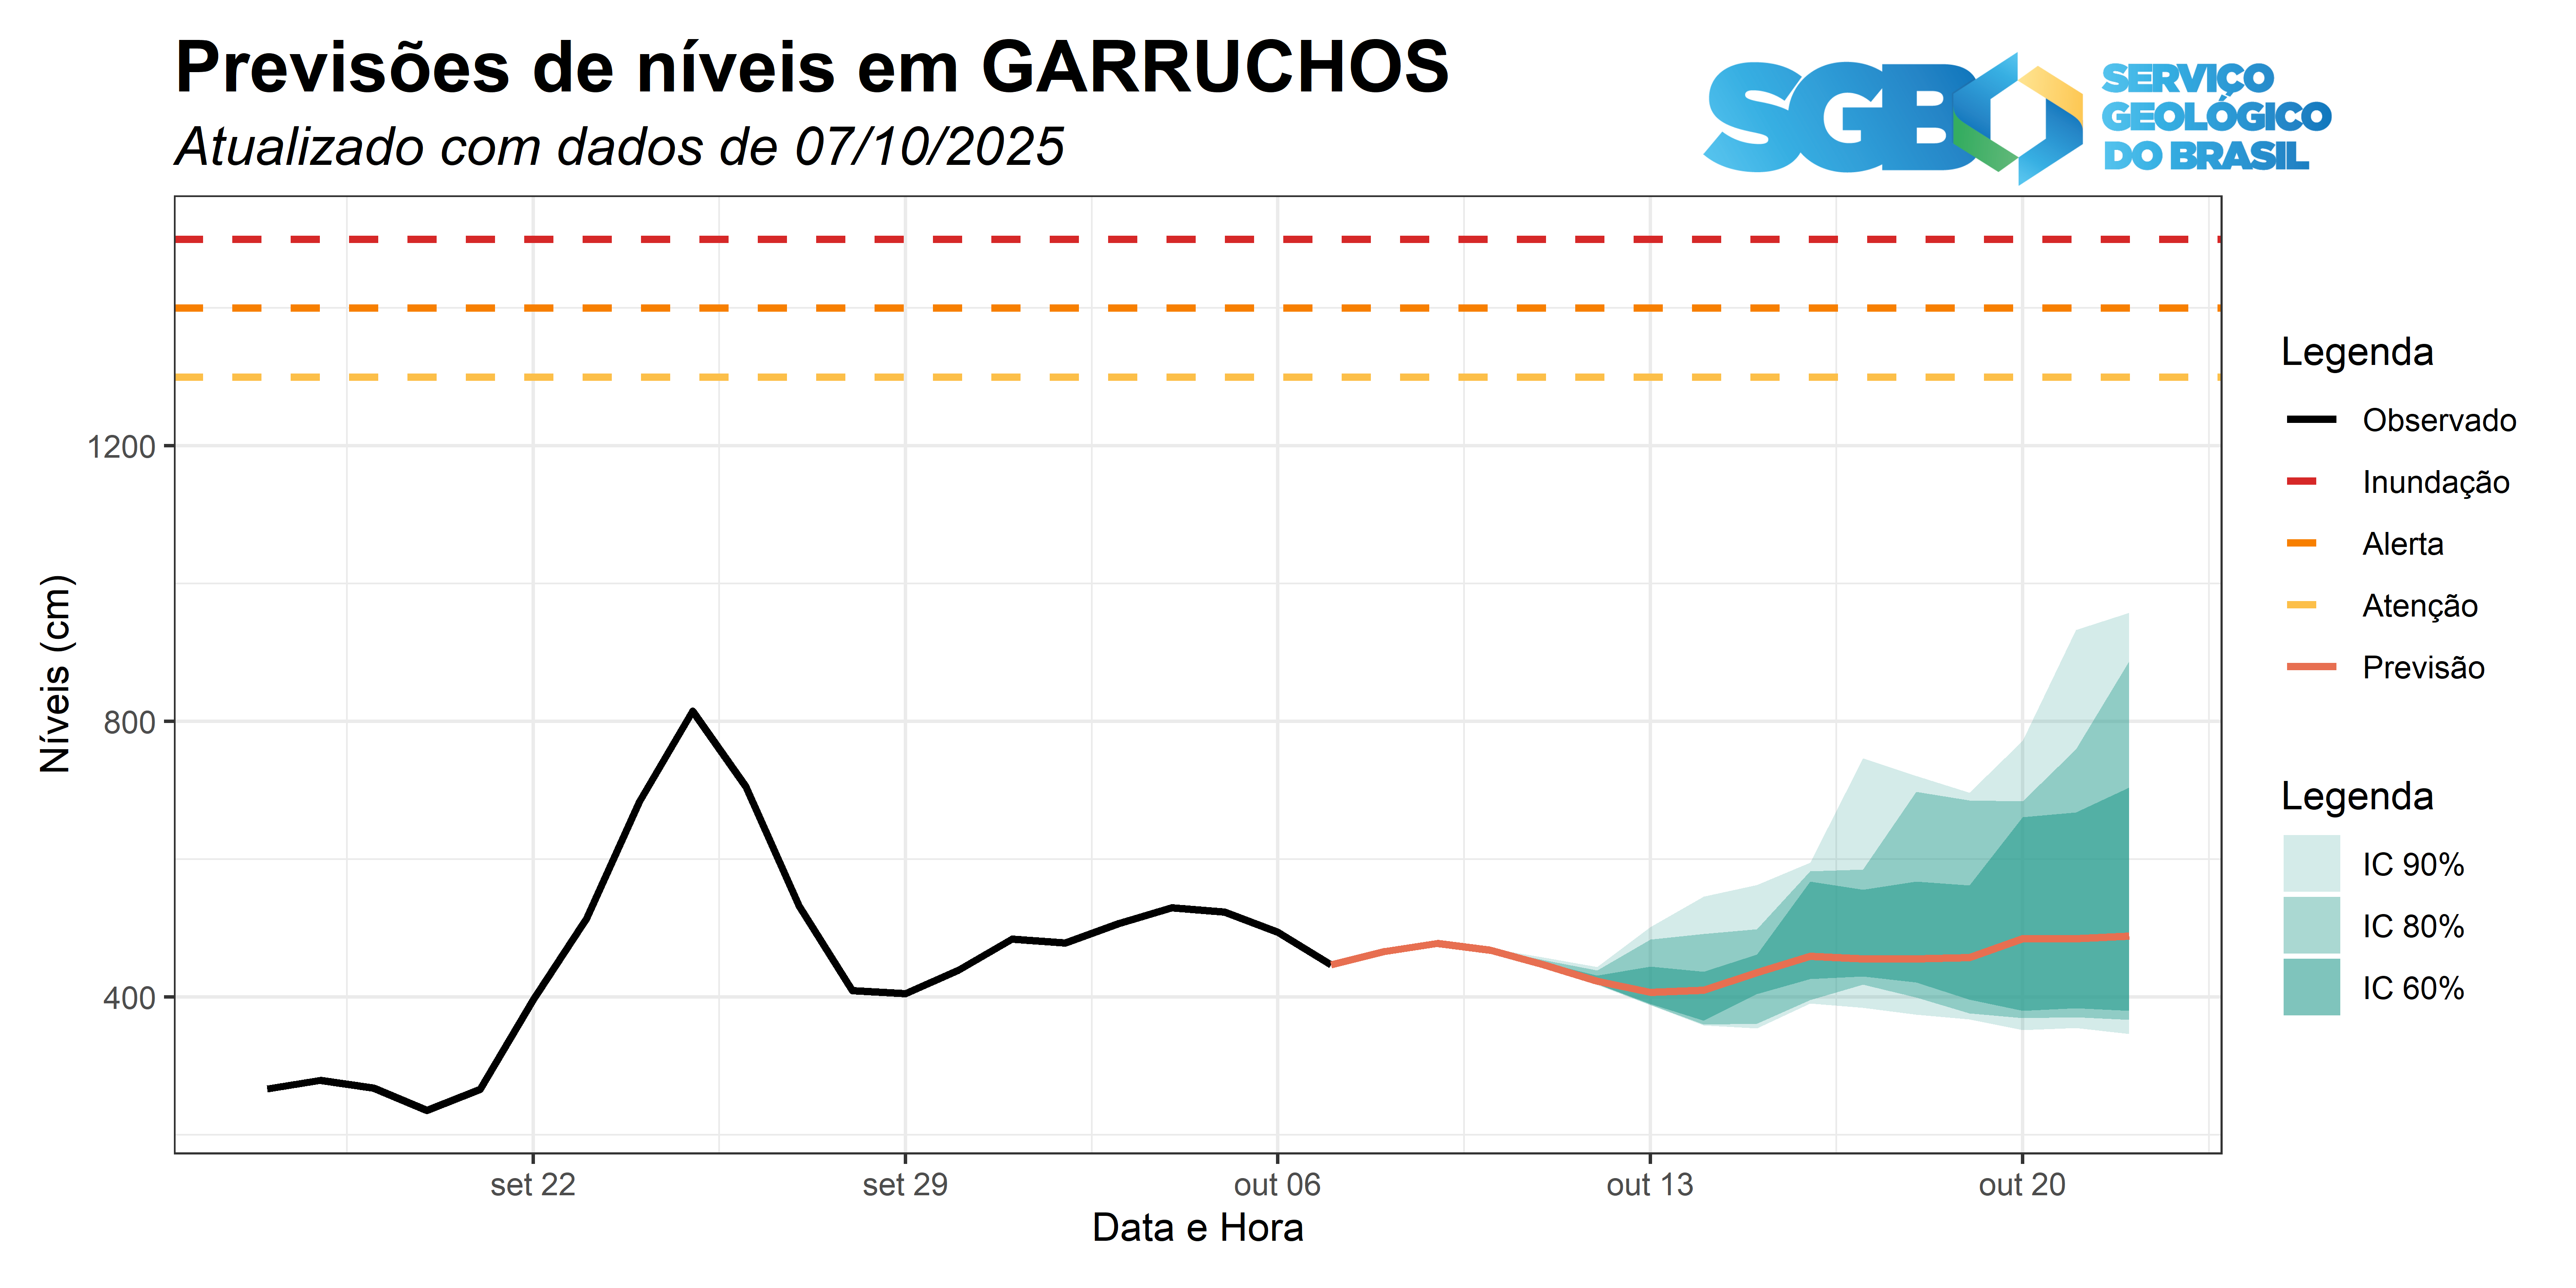 Previsões de níveis em GARRUCHOS
Atualizado com dados de 07/10/2025
SGB
SERVIÇO
GEOLÓGICO
DO BRASIL
Níveis (cm)
1200
800
400
set 22
set 29
out 06
out 13
out 20
Data e Hora
Legenda
Observado
Inundação
Alerta
Atenção
Previsão
Legenda
IC 90%
IC 80%
IC 60%